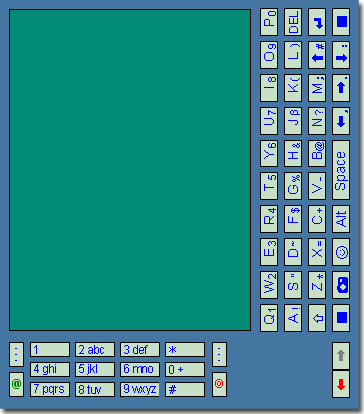 Q1 W2 E3 R4 T5 Y6 U7 I8 O9 P0
A! S" D~ F$ G% H& Jβ K( L) DEL
⇧ Z* X= C+ V- B@ N? M; ↑# ↵
☺ Alt Space ↓, ↑. →:
1 2 abc 3 def *
4 ghi 5 jkl 6 mno 0 +
7 pqrs 8 tuv 9 wxyz #
@ @